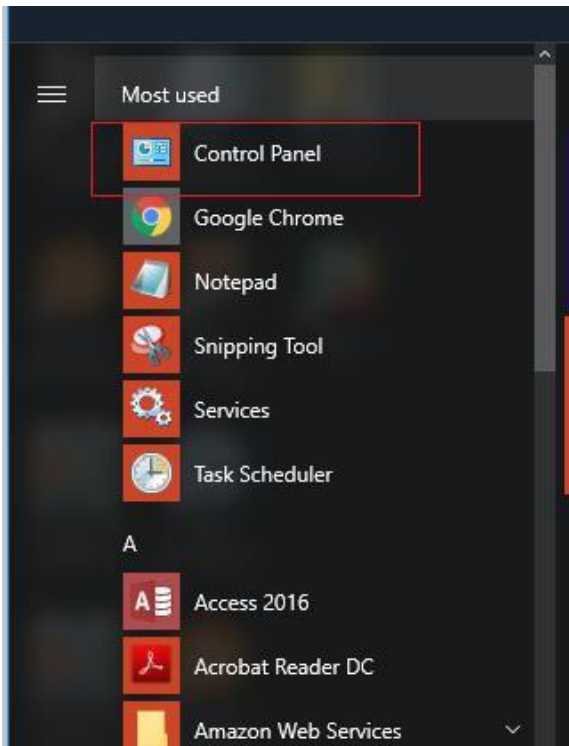 Most used
Control Panel
Google Chrome
Notepad
Snipping Tool
Services
Task Scheduler
A
Access 2016
Acrobat Reader DC
Amazon Web Services